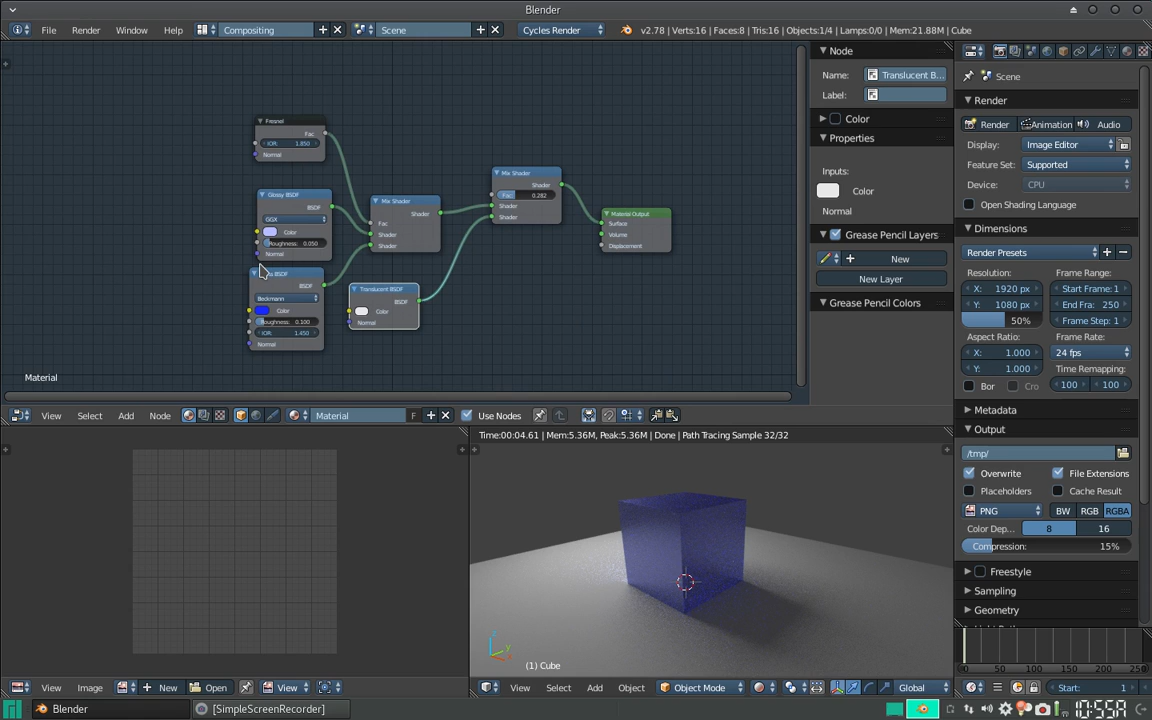 Blender
File Render Window Help Compositing Scene Cycles Render v2.78 | Verts:16 | Faces:8 | Tris:16 | Objects:1/4 | Lamps:0/0 | Mem:21.88M | Cube
Fresnel
Fac
IOR: 1.850
Normal
Glossy BSDF
BSDF
GGX
Color
Roughness: 0.050
Normal
BSDF
BSDF
Beckmann
Color
Roughness: 0.100
IOR: 1.450
Normal
Mix Shader
Shader
Fac
Shader
Shader
Translucent BSDF
BSDF
Color
Normal
Mix Shader
Shader
Fac: 0.282
Shader
Shader
Material Output
Surface
Volume
Displacement
Material
Node
Name: Translucent B...
Label:
Color
Properties
Inputs:
Color
Normal
Grease Pencil Layers
New
New Layer
Grease Pencil Colors
Scene
Render
Render Animation Audio
Display: Image Editor
Feature Set: Supported
Device: CPU
Open Shading Language
Dimensions
Render Presets
Resolution: Frame Range:
X: 1920 px Start Frame: 1
Y: 1080 px End Fra: 250
50% Frame Step: 1
Aspect Ratio: Frame Rate:
X: 1.000 24 fps
Y: 1.000 Time Remapping:
Bor Cro 100 100
Metadata
Output
/tmp/
Overwrite File Extensions
Placeholders Cache Result
PNG BW RGB RGBA
Color Dep... 8 16
Compression: 15%
Freestyle
Sampling
Geometry
View Select Add Node Material F Use Nodes
Time:00:04.61 | Mem:5.36M, Peak:5.36M | Done | Path Tracing Sample 32/32
z y
(1) Cube
0 50 100 150 200 250
View Image New Open View
View Select Add Object Object Mode Global
Start: 1
Blender [SimpleScreenRecorder] 10:55A